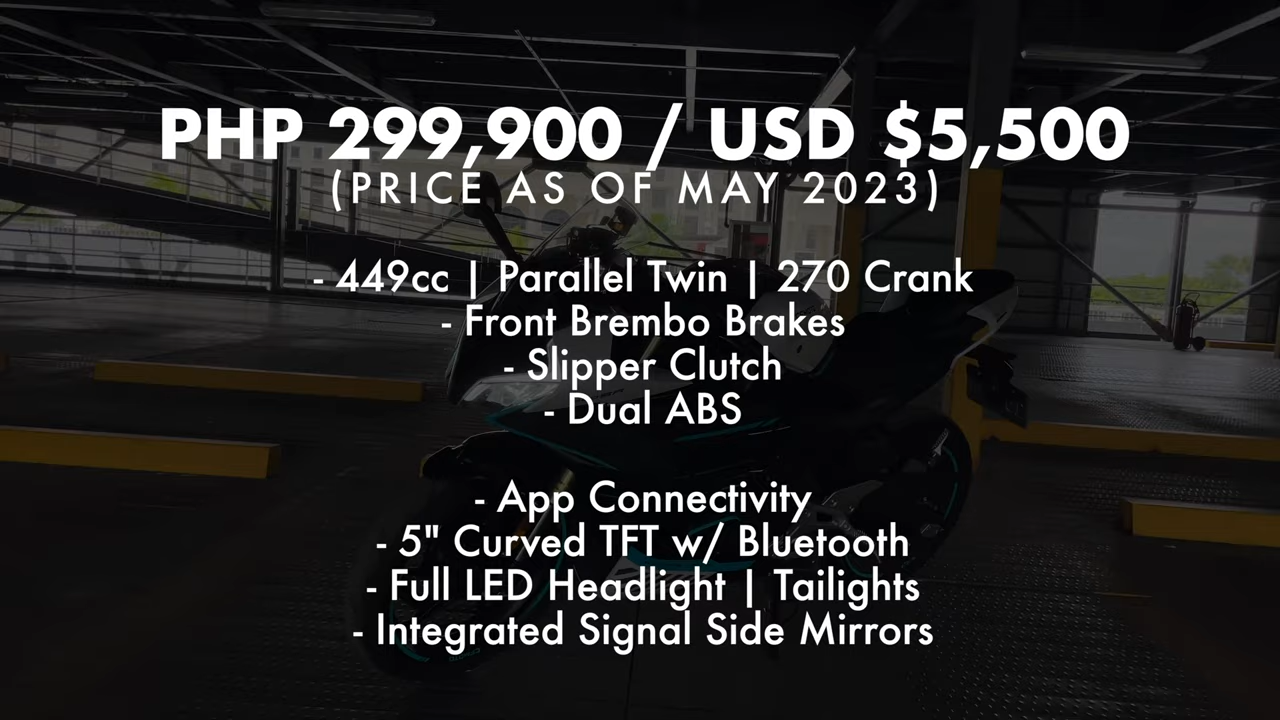 PHP 299,900 / USD $5,500
(PRICE AS OF MAY 2023)
- 449cc | Parallel Twin | 270 Crank
- Front Brembo Brakes
- Slipper Clutch
- Dual ABS
- App Connectivity
- 5" Curved TFT w/ Bluetooth
- Full LED Headlight | Tailights
- Integrated Signal Side Mirrors